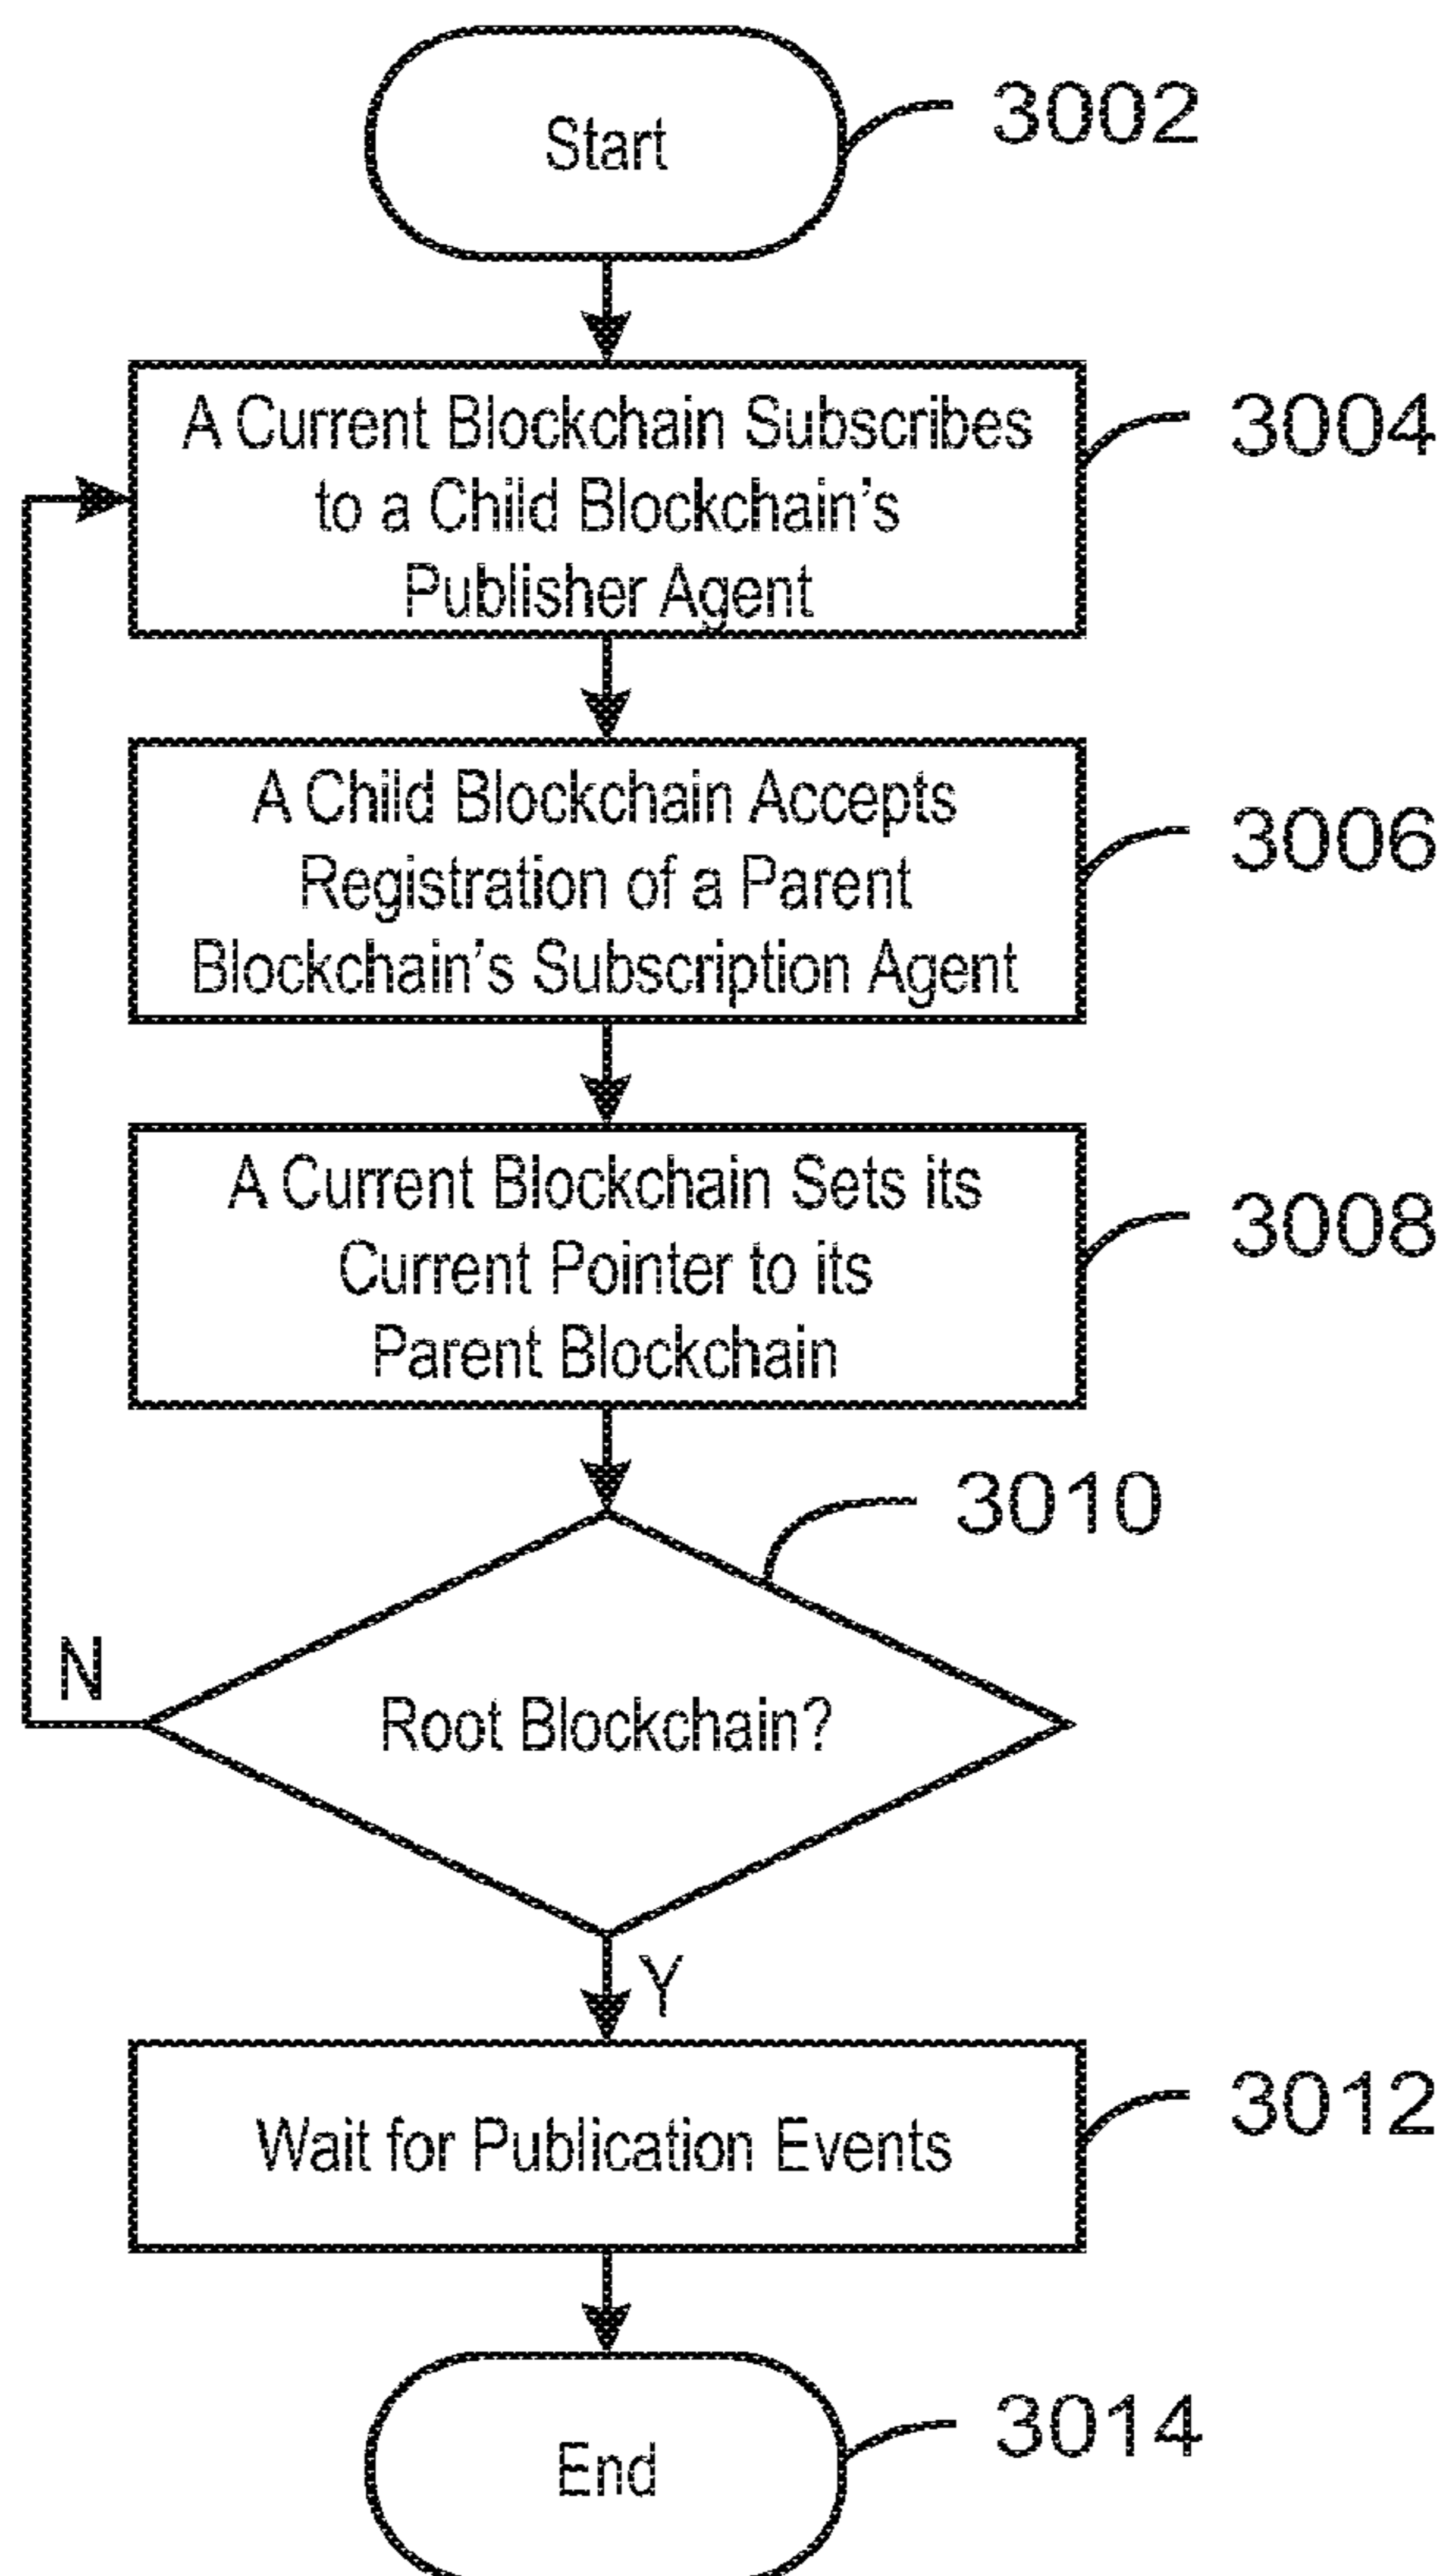 Start
3002
A Current Blockchain Subscribes
to a Child Blockchain's
Publisher Agent
3004
A Child Blockchain Accepts
Registration of a Parent
Blockchain's Subscription Agent
3006
A Current Blockchain Sets its
Current Pointer to its
Parent Blockchain
3008
3010
N
Root Blockchain?
Y
Wait for Publication Events
3012
End
3014